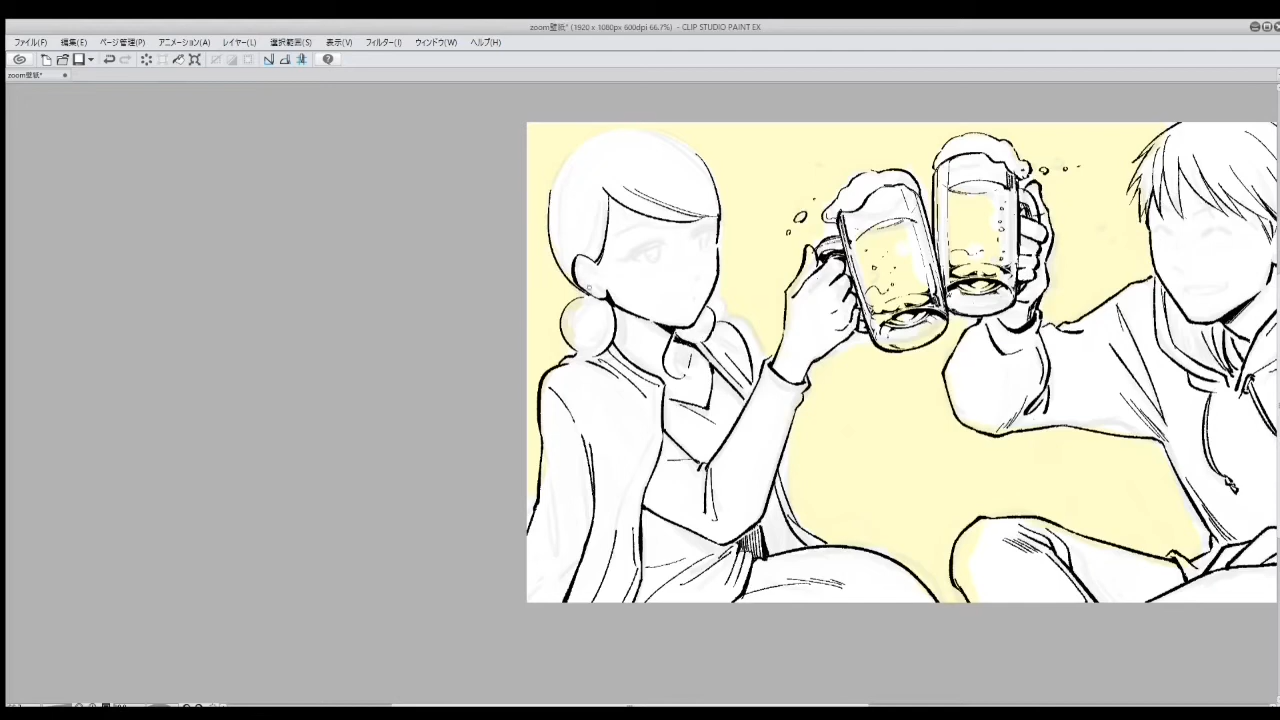 zoom壁紙* (1920 x 1080px 600dpi 66.7%) - CLIP STUDIO PAINT EX
ファイル(F) 編集(E) ページ管理(P) アニメーション(A) レイヤー(L) 選択範囲(S) 表示(V) フィルター(I) ウィンドウ(W) ヘルプ(H)
zoom壁紙*